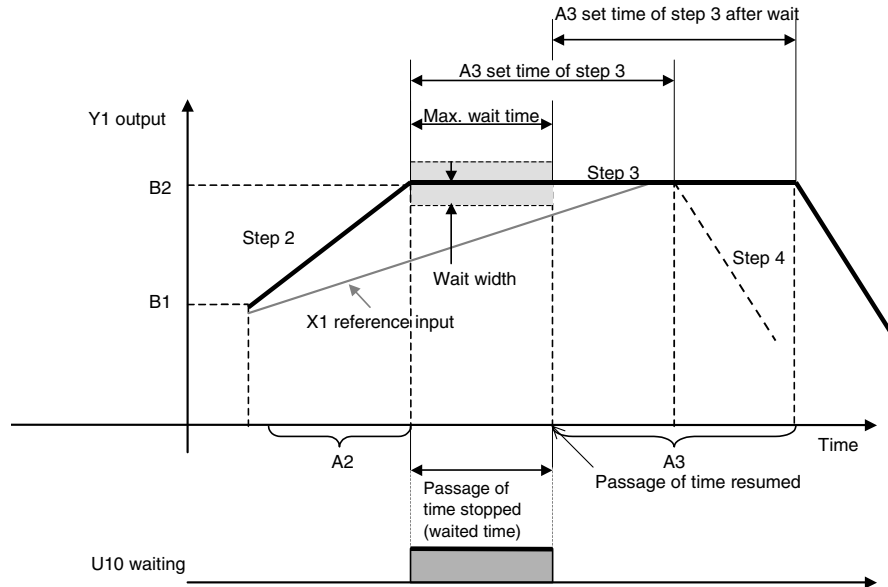 A3 set time of step 3 after wait
A3 set time of step 3
Y1 output
Max. wait time
B2
Step 3
Step 2
Step 4
Wait width
B1
X1 reference input
Time
A2
A3
Passage of time resumed
Passage of
time stopped
(waited time)
U10 waiting